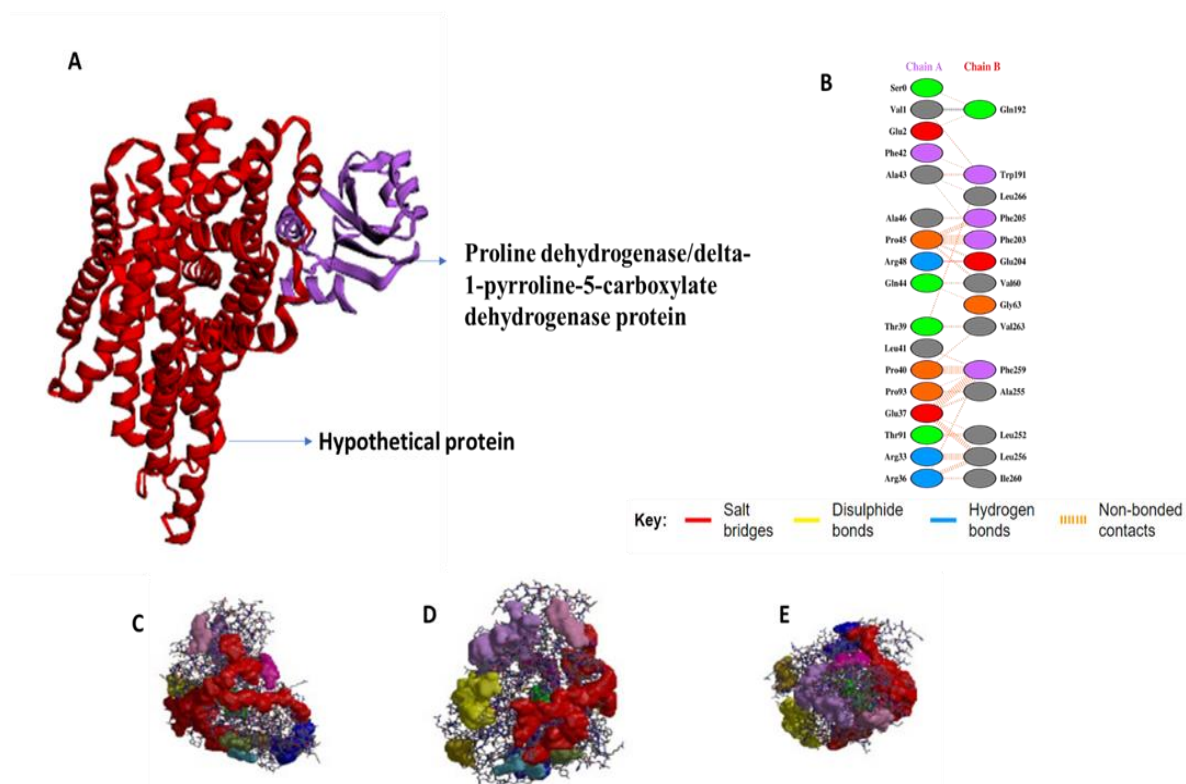 A
B
Chain A Chain B
Ser0
Val1 Gln192
Glu2
Phe42
Ala43 Trp191
Leu266
Ala46 Phe205
Pro45 Phe203
Arg48 Glu204
Gln44 Val60
Gly63
Thr39 Val263
Leu41
Pro40 Phe259
Pro93 Ala255
Glu37
Thr91 Leu252
Arg33 Leu256
Arg36 Ile260
Proline dehydrogenase/delta-
1-pyrroline-5-carboxylate
dehydrogenase protein
Hypothetical protein
Key: Salt bridges Disulphide bonds Hydrogen bonds Non-bonded contacts
C
D
E